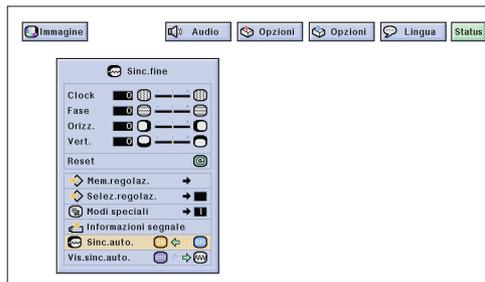 Immagine Audio Opzioni Opzioni Lingua Status
Sinc.fine
Clock 0
Fase 0
Orizz. 0
Vert. 0
Reset
Mem.regolaz.
Selez.regolaz.
Modi speciali 1
Informazioni segnale
Sinc.auto.
Vis.sinc.auto.